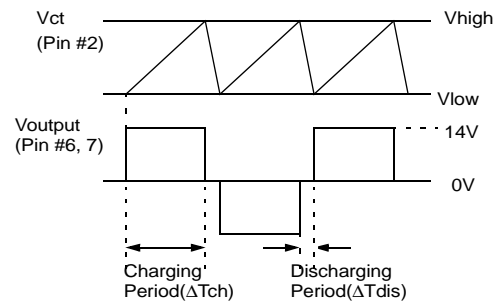 Vct
(Pin #2)
Vhigh
Vlow
Voutput
(Pin #6, 7)
14V
0V
Charging
Period(ΔTch)
Discharging
Period(ΔTdis)